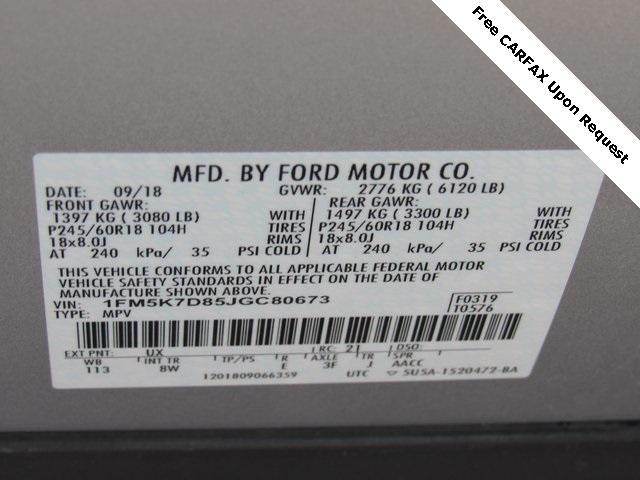 Free CARFAX Upon Request
MFD. BY FORD MOTOR CO.
DATE: 09/18 GVWR: 2776 KG ( 6120 LB)
FRONT GAWR: REAR GAWR:
1397 KG ( 3080 LB) WITH 1497 KG ( 3300 LB) WITH
P245/60R18 104H TIRES P245/60R18 104H TIRES
18x8.0J RIMS 18x8.0J RIMS
AT 240 kPa/ 35 PSI COLD AT 240 kPa/ 35 PSI COLD
THIS VEHICLE CONFORMS TO ALL APPLICABLE FEDERAL MOTOR
VEHICLE SAFETY STANDARDS IN EFFECT ON THE DATE OF
MANUFACTURE SHOWN ABOVE.
VIN: 1FM5K7D85JGC80673 F0319
TYPE: MPV T0576
EXT PNT: UX RC: 21 DSO:
WB INT TR TP/PS R AXLE TR SPR
113 8W E 3F J AACC
1201809066359 UTC SU5A-1520472-BA